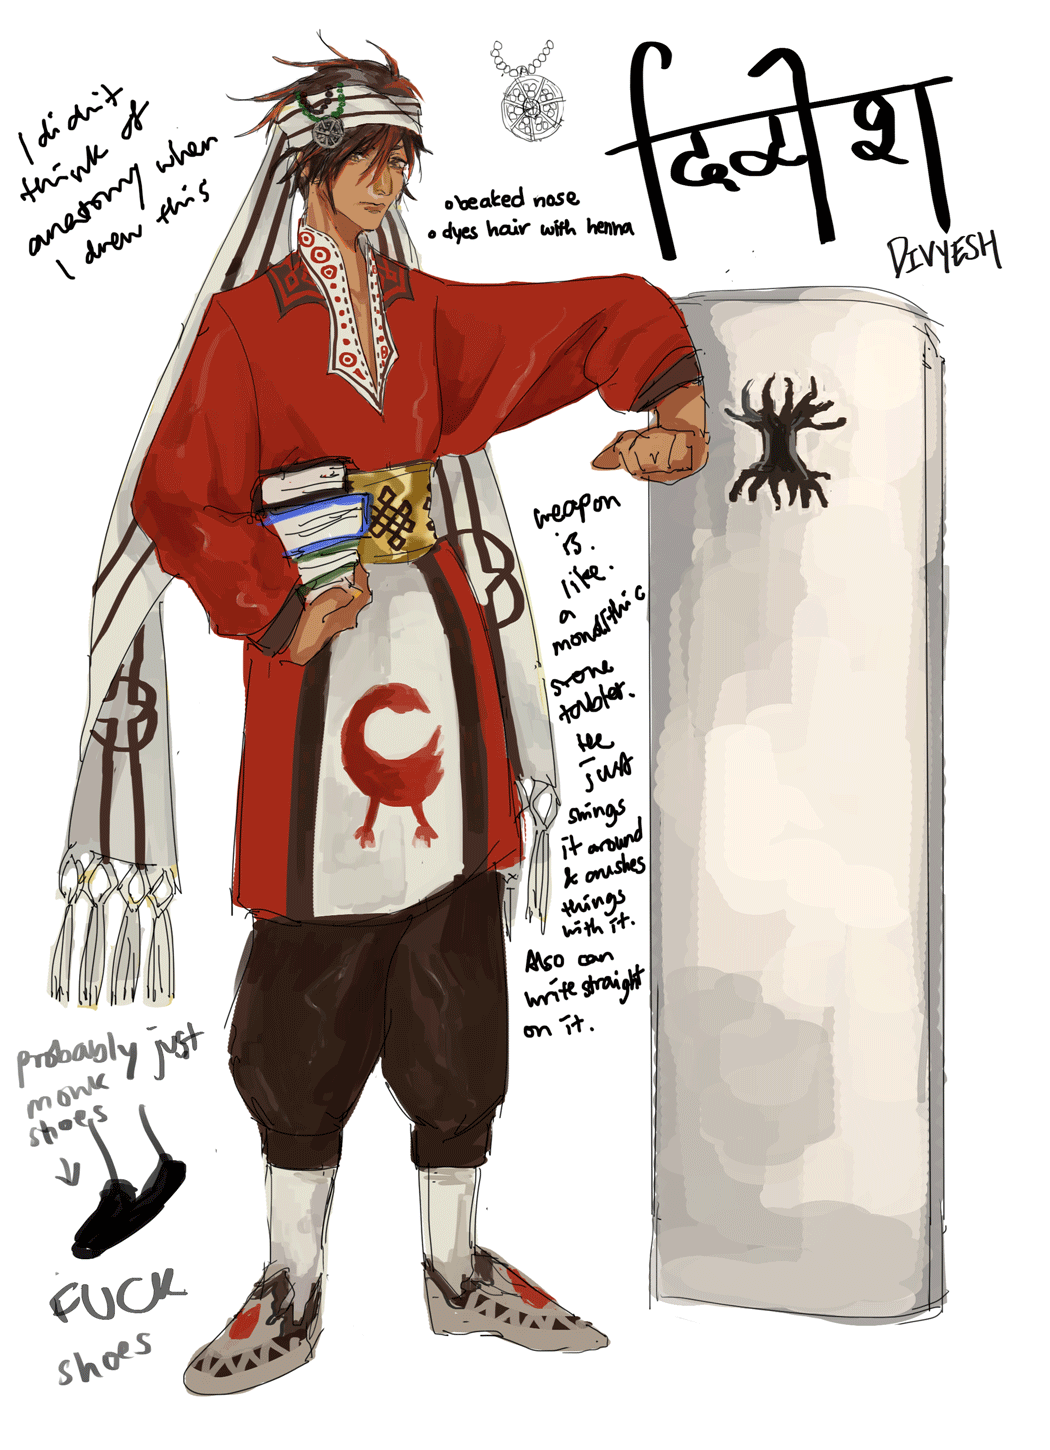 I didn't
think of
anatomy when
I drew this
• beaked nose
• dyes hair with henna
दिव्येश
DIVYESH
weapon
is.
like.
a
monolithic
stone
tablet.
He
just
swings
it around
& crushes
things
with it.
Also can
write straight
on it.
probably just
monk
shoes
FUCK
shoes